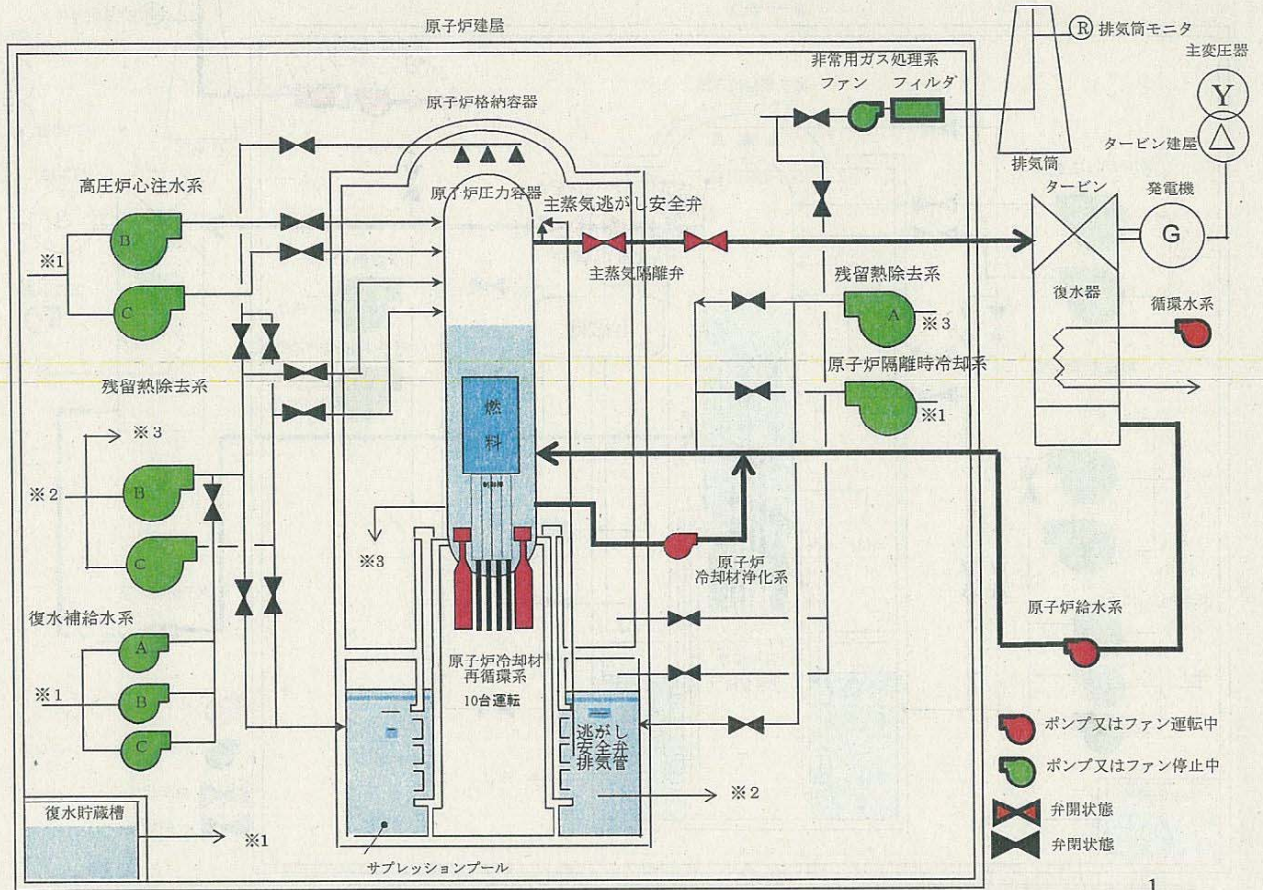 原子炉建屋
Ⓡ 排気筒モニタ
主変圧器
Y
△
非常用ガス処理系
ファン フィルダ
原子炉格納容器
タービン建屋
排気筒
高圧炉心注水系
原子炉圧力容器
主蒸気逃がし安全弁
タービン
発電機
G
B
※1
C
主蒸気隔離弁
残留熱除去系
A
※3
復水器
循環水系
残留熱除去系
原子炉隔離時冷却系
※1
燃料
※3
B
※2
C
※3
原子炉
冷却材浄化系
原子炉給水系
復水補給水系
A
※1
B
C
原子炉冷却材
再循環系
10台運転
逃がし
安全弁
排気管
※2
ポンプ又はファン運転中
ポンプ又はファン停止中
弁開状態
弁閉状態
復水貯蔵槽
※1
サプレッションプール
1